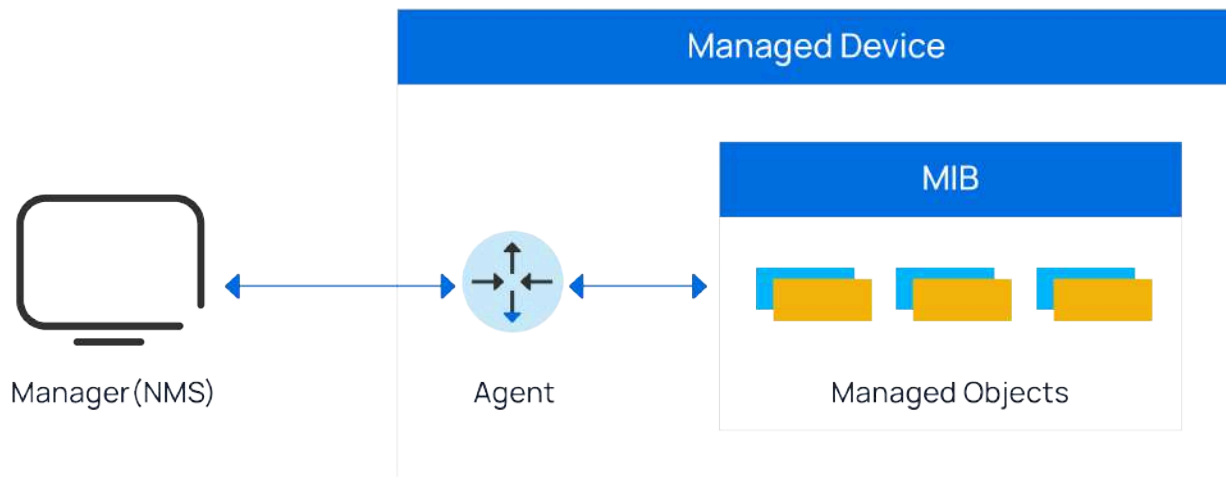 Managed Device
MIB
Manager(NMS)
Agent
Managed Objects